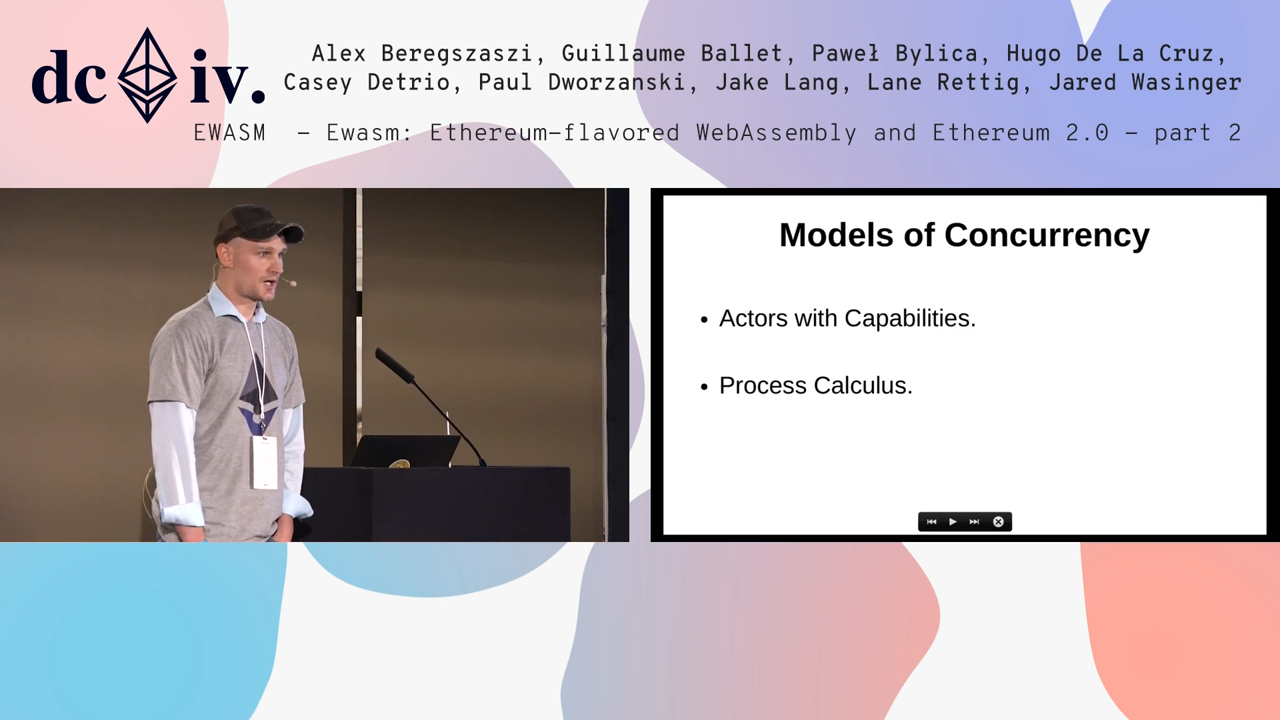 dc iv.
Alex Beregszaszi, Guillaume Ballet, Paweł Bylica, Hugo De La Cruz,
Casey Detrio, Paul Dworzanski, Jake Lang, Lane Rettig, Jared Wasinger
EWASM – Ewasm: Ethereum-flavored WebAssembly and Ethereum 2.0 - part 2
Models of Concurrency
• Actors with Capabilities.
• Process Calculus.